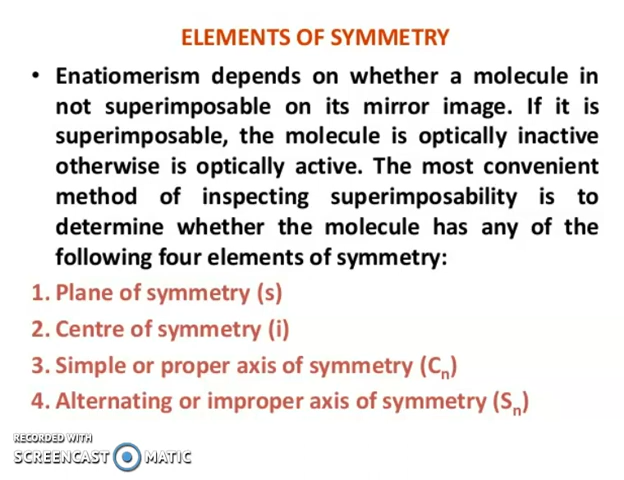 ELEMENTS OF SYMMETRY
• Enatiomerism depends on whether a molecule in
not superimposable on its mirror image. If it is
superimposable, the molecule is optically inactive
otherwise is optically active. The most convenient
method of inspecting superimposability is to
determine whether the molecule has any of the
following four elements of symmetry:
1. Plane of symmetry (s)
2. Centre of symmetry (i)
3. Simple or proper axis of symmetry (Cn)
4. Alternating or improper axis of symmetry (Sn)
RECORDED WITH
SCREENCAST MATIC